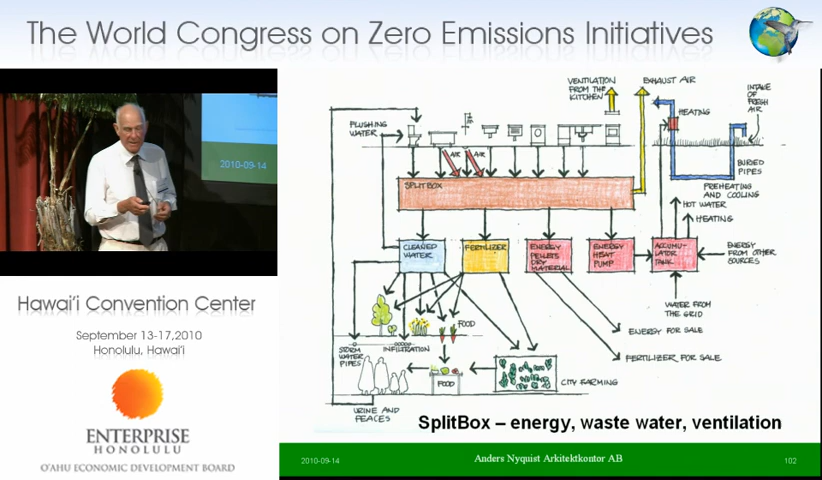 The World Congress on Zero Emissions Initiatives
2010-09-14
Hawai'i Convention Center
September 13-17,2010
Honolulu, Hawai'i
ENTERPRISE
HONOLULU
O'AHU ECONOMIC DEVELOPMENT BOARD
VENTILATION
FROM THE
KITCHEN
EXHAUST AIR
INTAKE
OF
FRESH
AIR
HEATING
FLUSHING
WATER
AIR
AIR
BURIED
PIPES
PREHEATING
AND COOLING
SPLITBOX
HOT WATER
HEATING
CLEANED
WATER
FERTILIZER
ENERGY
PELLETS
DRY
MATERIAL
ENERGY
HEAT
PUMP
ACCUMU-
LATOR
TANK
ENERGY
FROM OTHER
SOURCES
WATER FROM
THE GRID
FOOD
ENERGY FOR SALE
STORM
WATER
PIPES
INFILTRATION
FERTILIZER FOR SALE
FOOD
CITY FARMING
URINE AND
FEACES
SplitBox – energy, waste water, ventilation
2010-09-14
Anders Nyquist Arkitektkontor AB
102